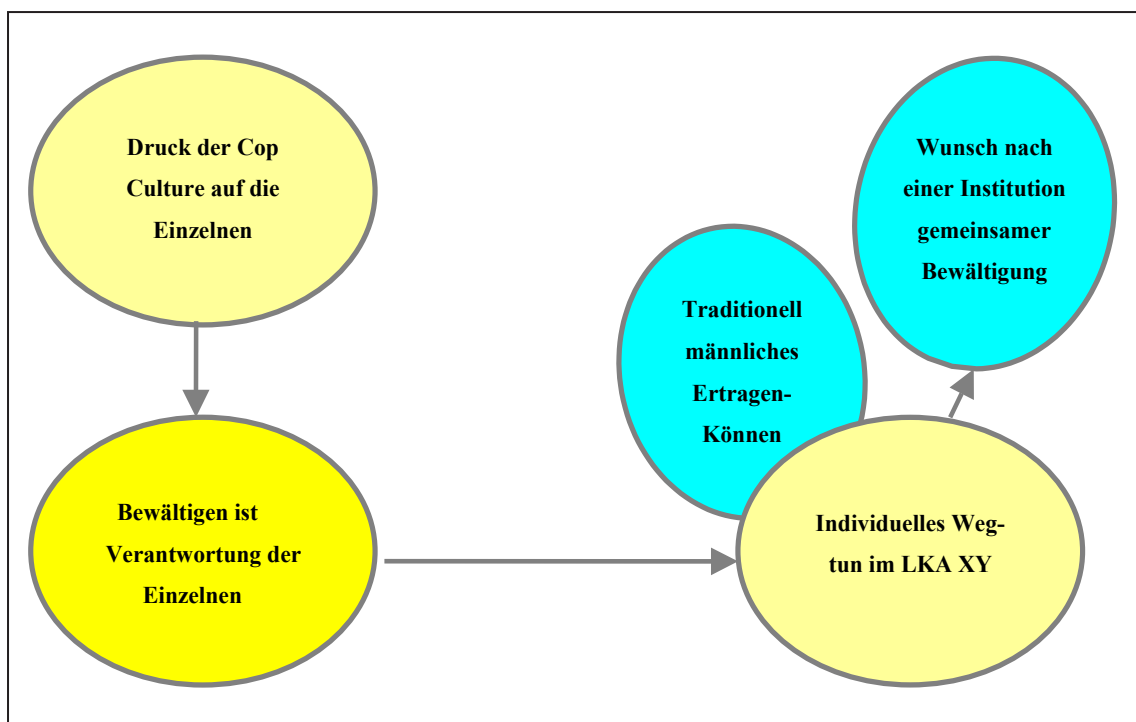 Druck der Cop
Culture auf die
Einzelnen
Wunsch nach
einer Institution
gemeinsamer
Bewältigung
Traditionell
männliches
Ertragen-
Können
Bewältigen ist
Verantwortung der
Einzelnen
Individuelles Weg-
tun im LKA XY